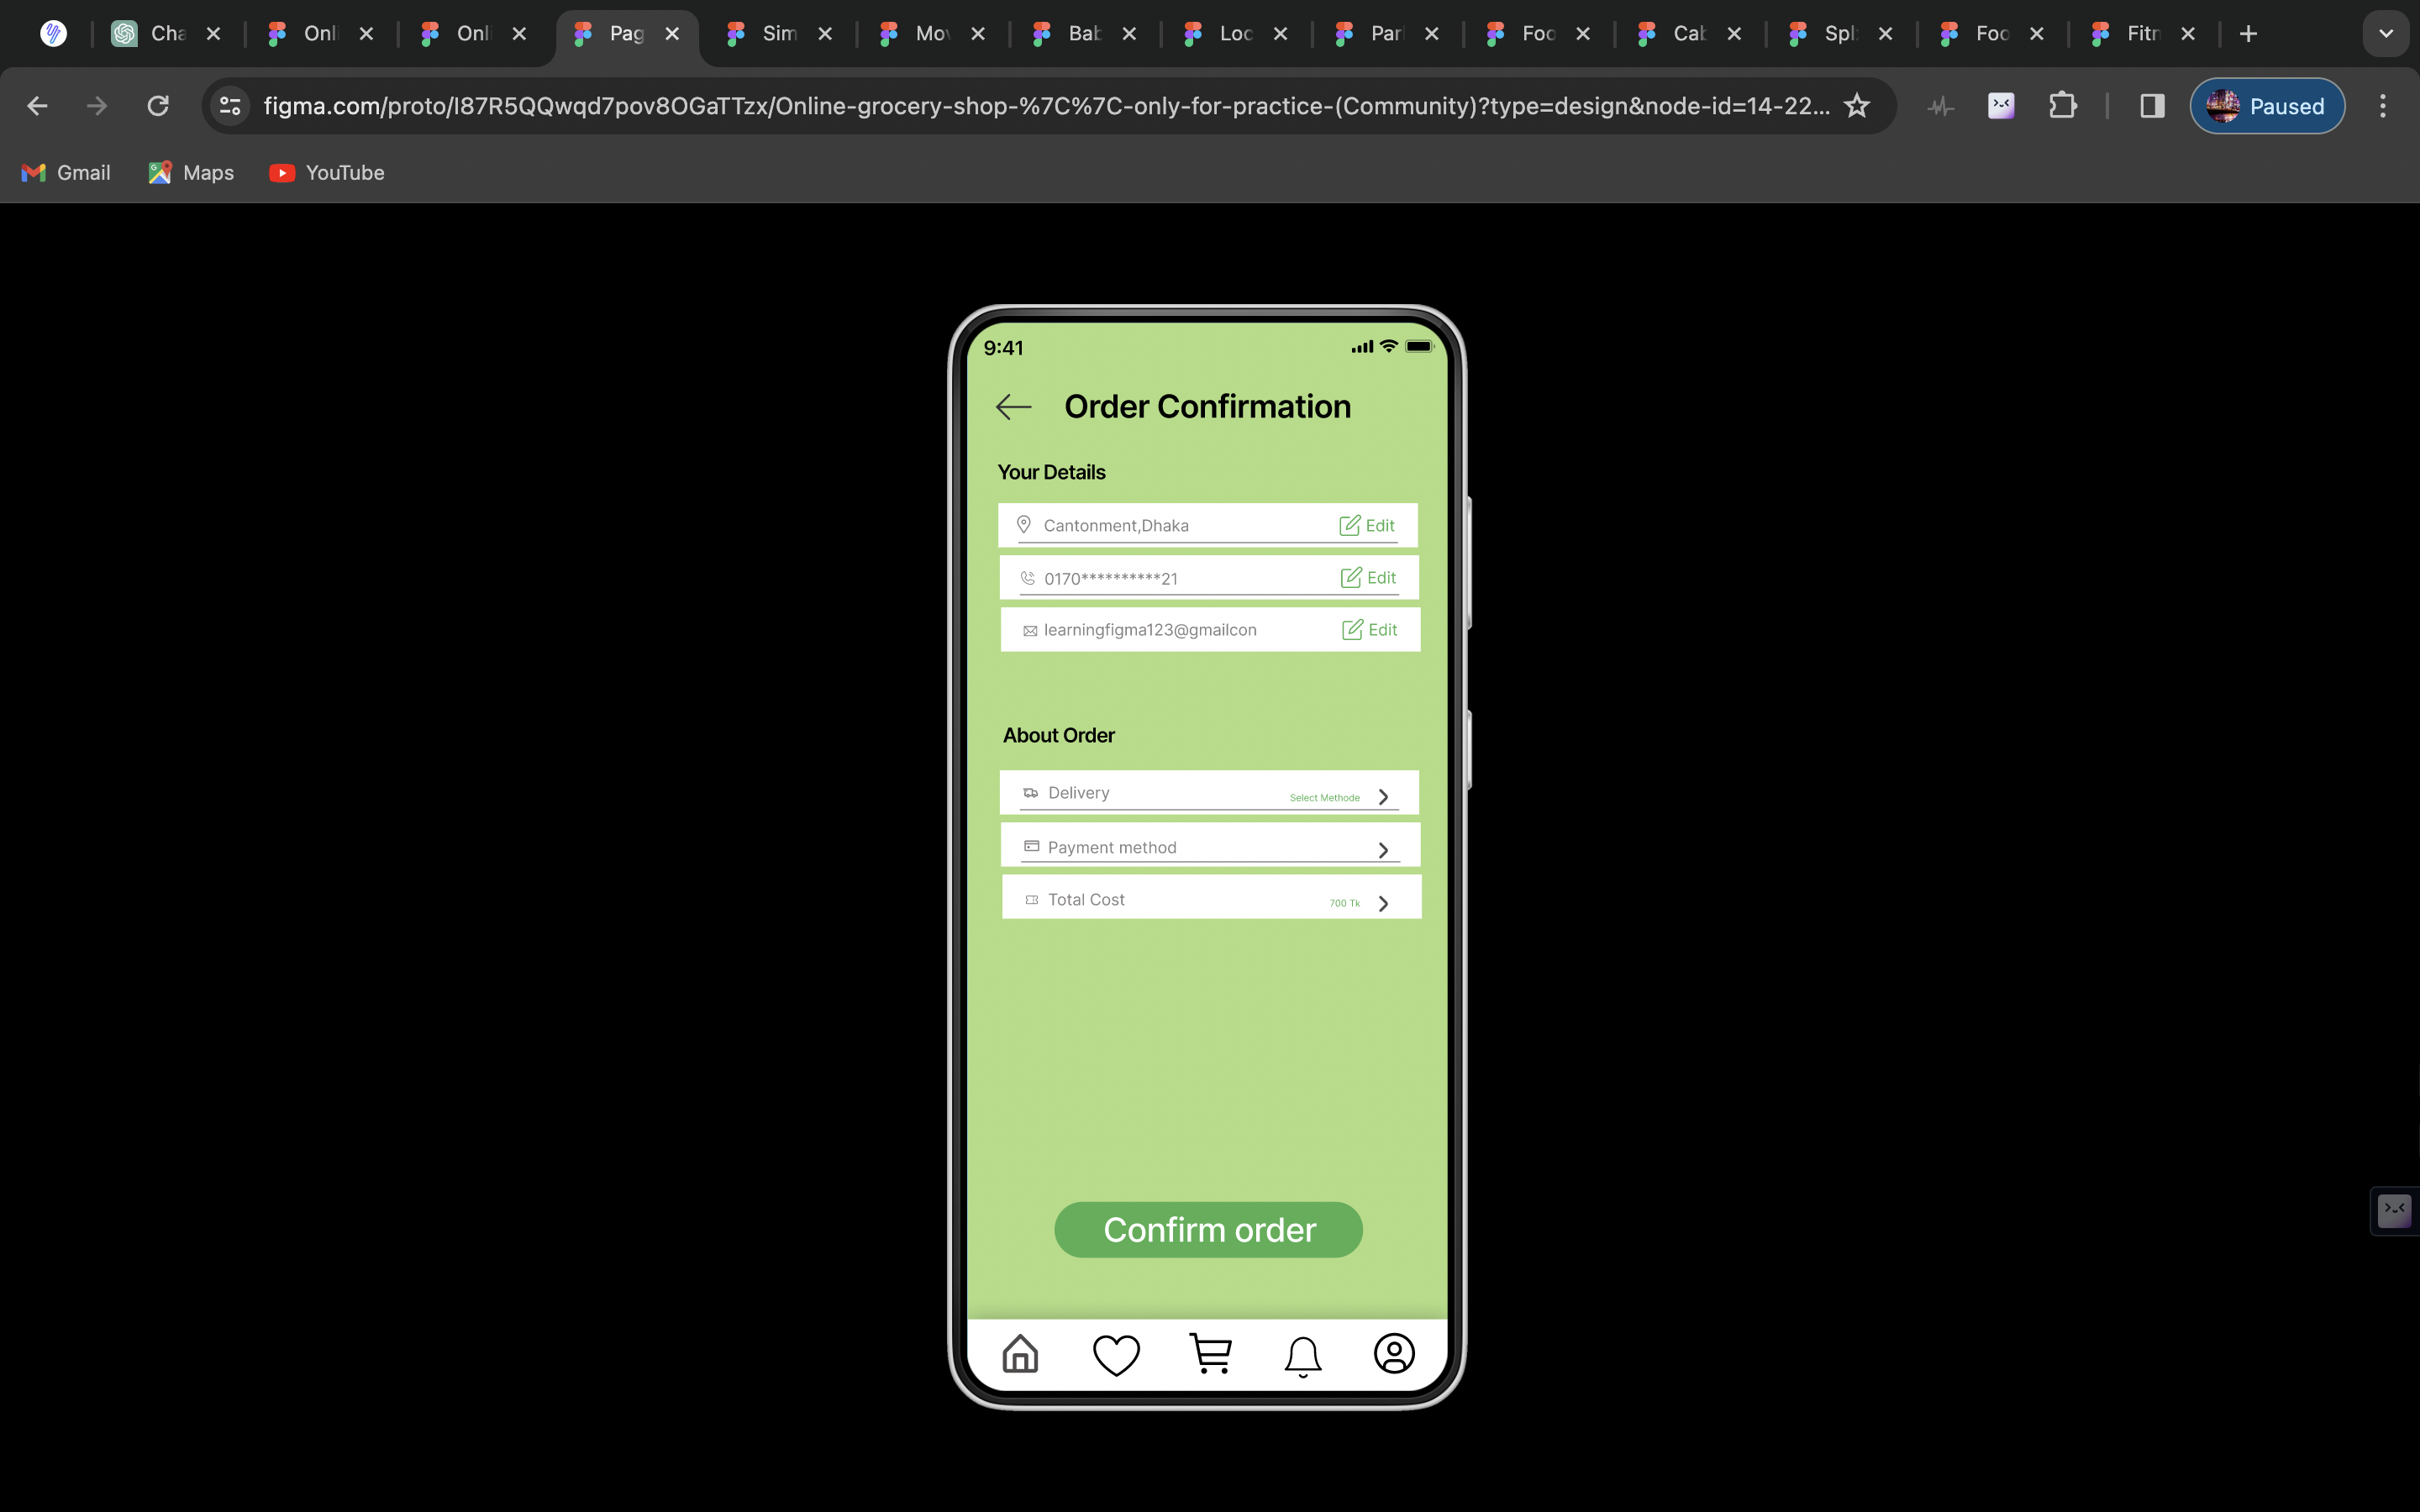 Cha
Onli
Onli
Pag
Sim
Mov
Bab
Loc
Parl
Foo
Cab
Spl
Foo
Fitn
figma.com/proto/I87R5QQwqd7pov8OGaTTzx/Online-grocery-shop-%7C%7C-only-for-practice-(Community)?type=design&node-id=14-22...
Paused
Gmail
Maps
YouTube
9:41
Order Confirmation
Your Details
Cantonment,Dhaka
Edit
0170**********21
Edit
learningfigma123@gmailcon
Edit
About Order
Delivery
Select Methode
Payment method
Total Cost
700 Tk
Confirm order